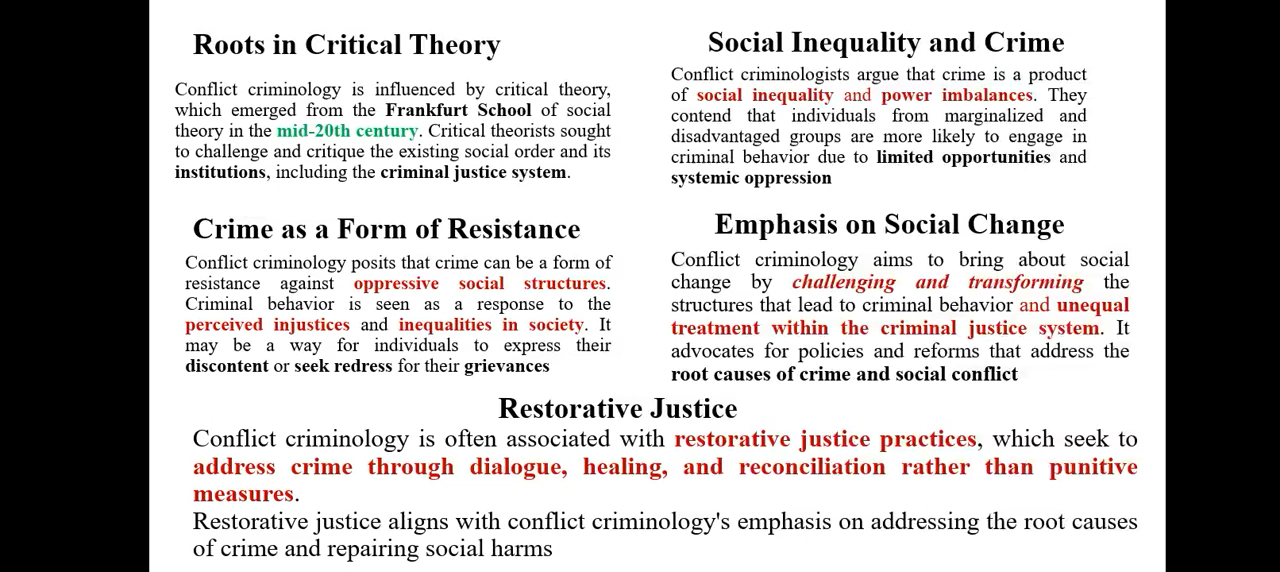 Roots in Critical Theory
Conflict criminology is influenced by critical theory,
which emerged from the Frankfurt School of social
theory in the mid-20th century. Critical theorists sought
to challenge and critique the existing social order and its
institutions, including the criminal justice system.
Social Inequality and Crime
Conflict criminologists argue that crime is a product
of social inequality and power imbalances. They
contend that individuals from marginalized and
disadvantaged groups are more likely to engage in
criminal behavior due to limited opportunities and
systemic oppression
Crime as a Form of Resistance
Conflict criminology posits that crime can be a form of
resistance against oppressive social structures.
Criminal behavior is seen as a response to the
perceived injustices and inequalities in society. It
may be a way for individuals to express their
discontent or seek redress for their grievances
Emphasis on Social Change
Conflict criminology aims to bring about social
change by challenging and transforming the
structures that lead to criminal behavior and unequal
treatment within the criminal justice system. It
advocates for policies and reforms that address the
root causes of crime and social conflict
Restorative Justice
Conflict criminology is often associated with restorative justice practices, which seek to
address crime through dialogue, healing, and reconciliation rather than punitive
measures.
Restorative justice aligns with conflict criminology's emphasis on addressing the root causes
of crime and repairing social harms